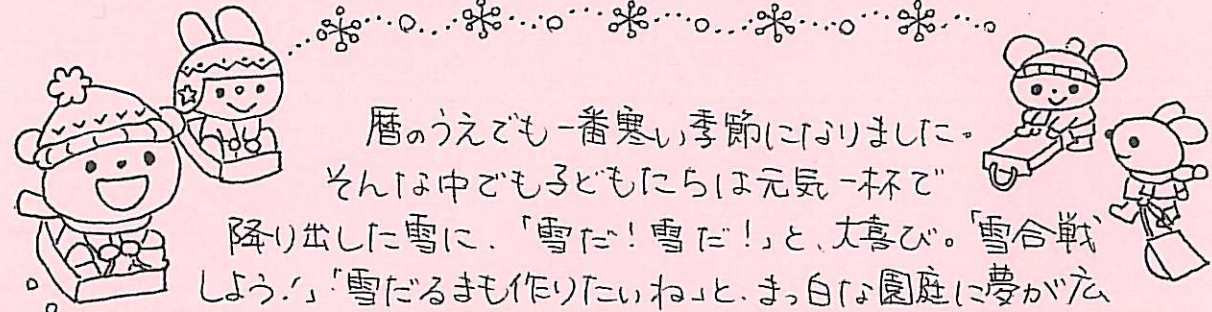 暦のうえでも一番寒い季節になりました。
そんな中でも子どもたちは元気一杯で
降り出した雪に、「雪だ！雪だ！」と、大喜び。「雪合戦
しよう！」「雪だるまも作りたいね」と、まっ白な園庭に夢が広